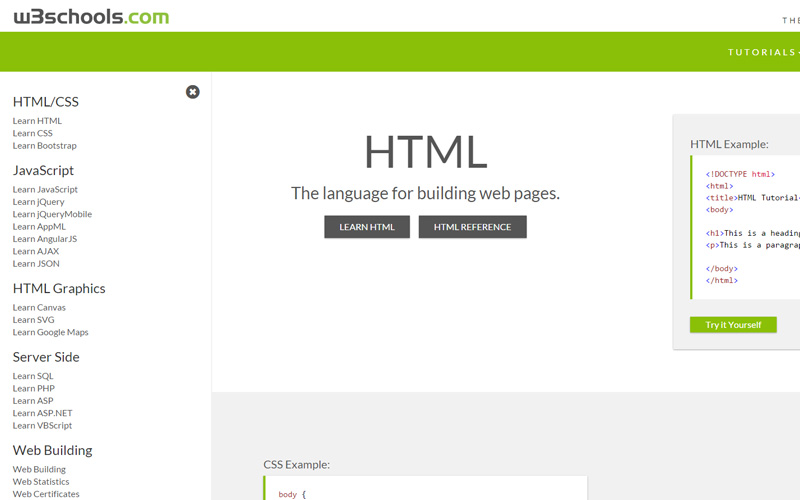 w3schools.com
THE
TUTORIALS
HTML/CSS
Learn HTML
Learn CSS
Learn Bootstrap
JavaScript
Learn JavaScript
Learn jQuery
Learn jQueryMobile
Learn AppML
Learn AngularJS
Learn AJAX
Learn JSON
HTML Graphics
Learn Canvas
Learn SVG
Learn Google Maps
Server Side
Learn SQL
Learn PHP
Learn ASP
Learn ASP.NET
Learn VBScript
Web Building
Web Building
Web Statistics
Web Certificates
HTML
The language for building web pages.
LEARN HTML
HTML REFERENCE
HTML Example:
<!DOCTYPE html>
<html>
<title>HTML Tutorial
<body>
<h1>This is a heading
<p>This is a paragra
</body>
</html>
Try it Yourself
CSS Example:
body {